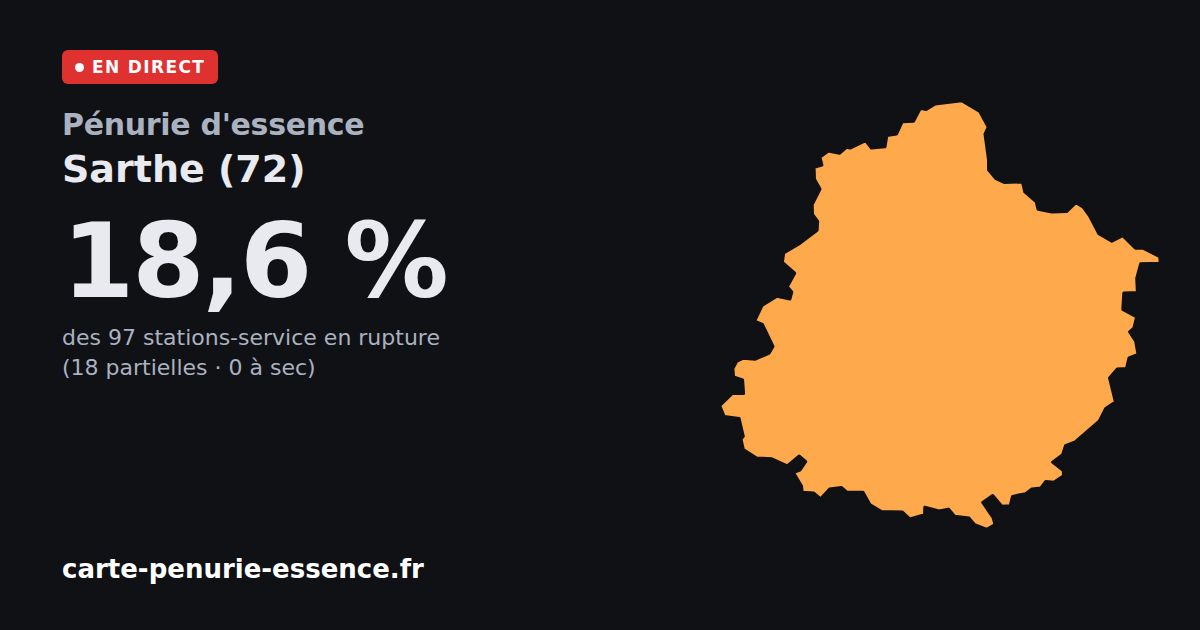 EN DIRECT
Pénurie d'essence
Sarthe (72)
18,6 %
des 97 stations-service en rupture
(18 partielles · 0 à sec)
carte-penurie-essence.fr